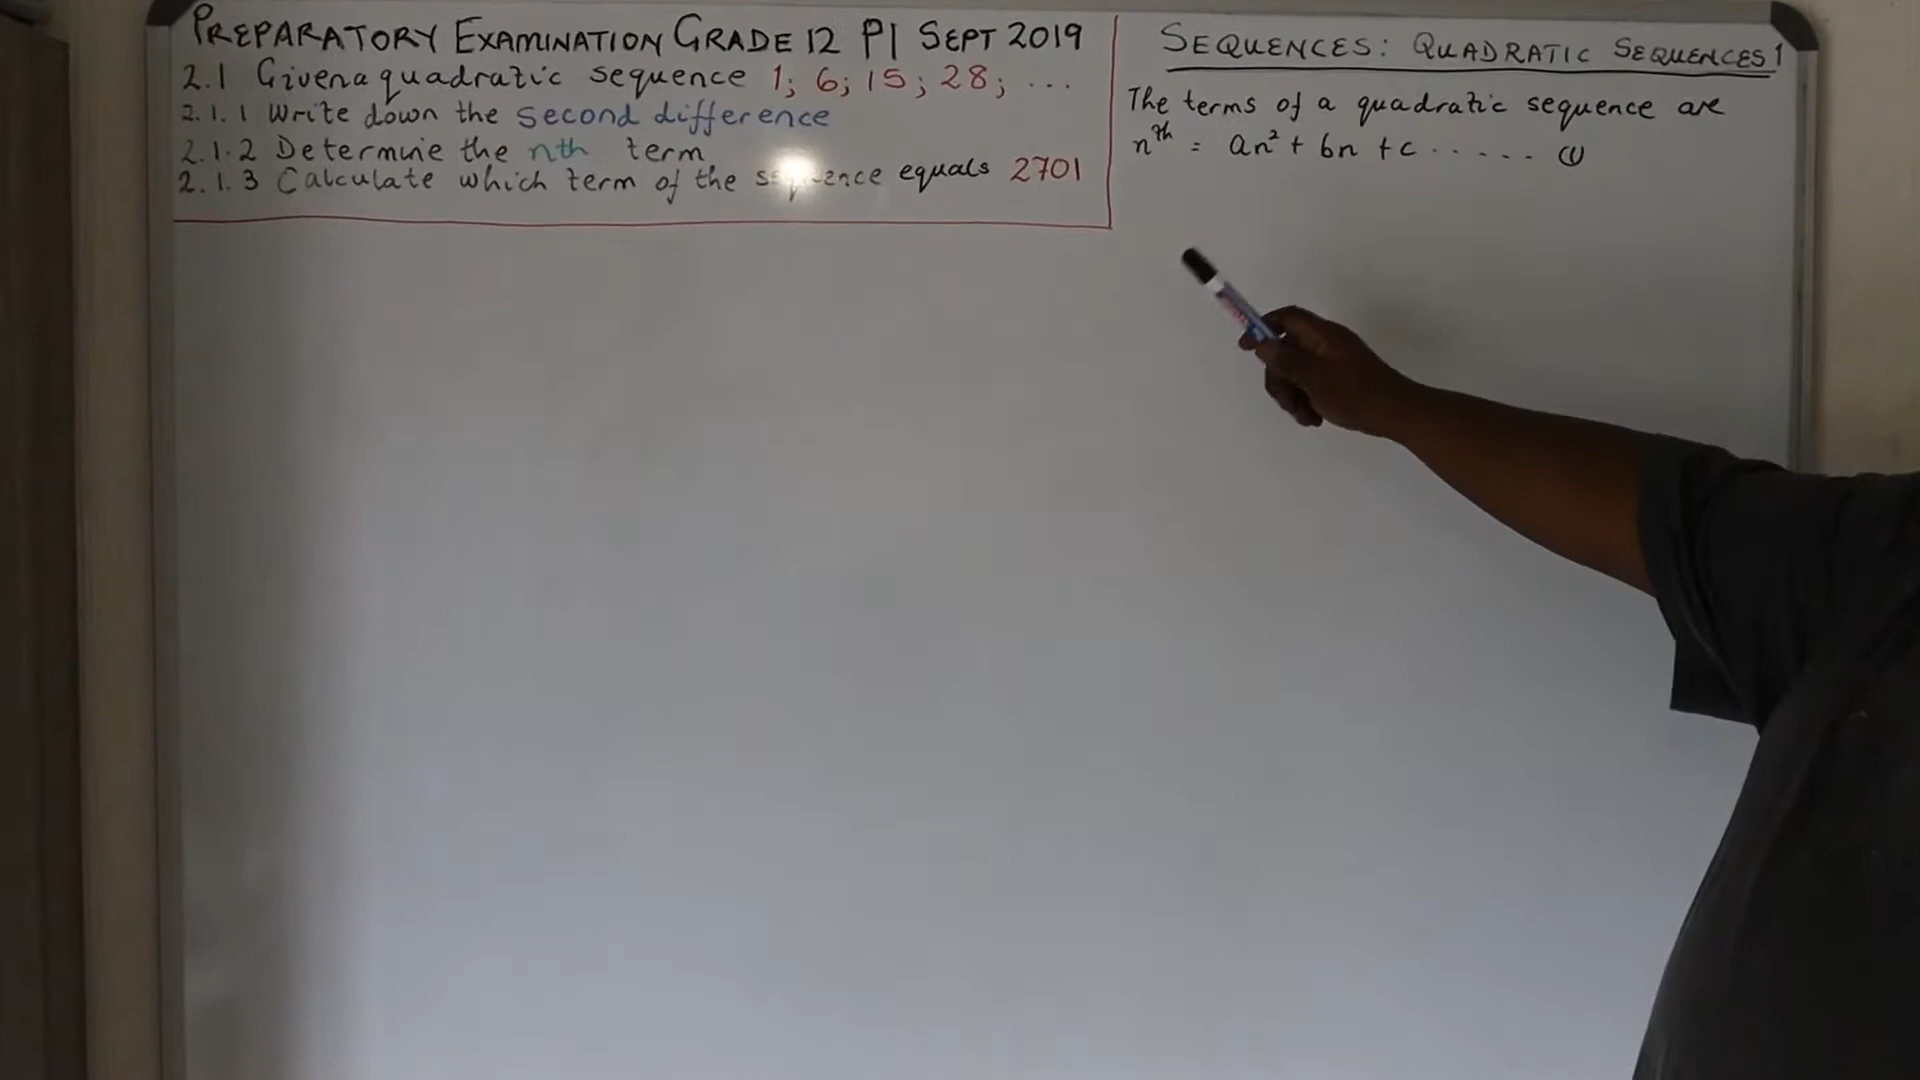 PREPARATORY EXAMINATION GRADE 12 P1 SEPT 2019
2.1 Given a quadratic sequence 1; 6; 15; 28; ...
2.1.1 Write down the second difference
2.1.2 Determine the nth term
2.1.3 Calculate which term of the sequence equals 2701
SEQUENCES: QUADRATIC SEQUENCES 1
The terms of a quadratic sequence are
nth = an² + bn + c ...... (1)